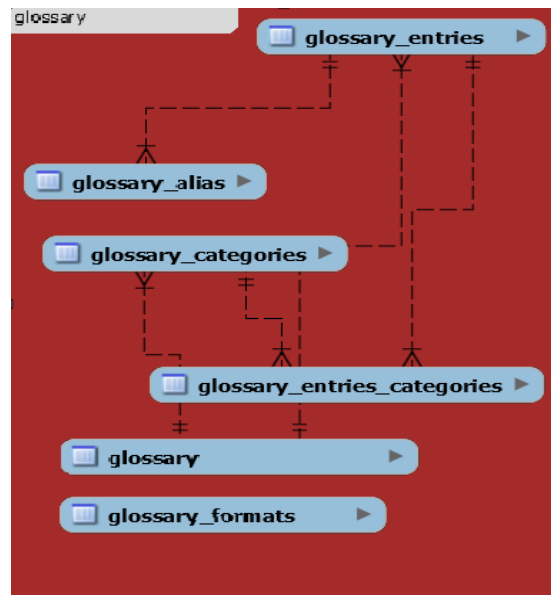 glossary
glossary_entries
glossary_alias
glossary_categories
glossary_entries_categories
glossary
glossary_formats